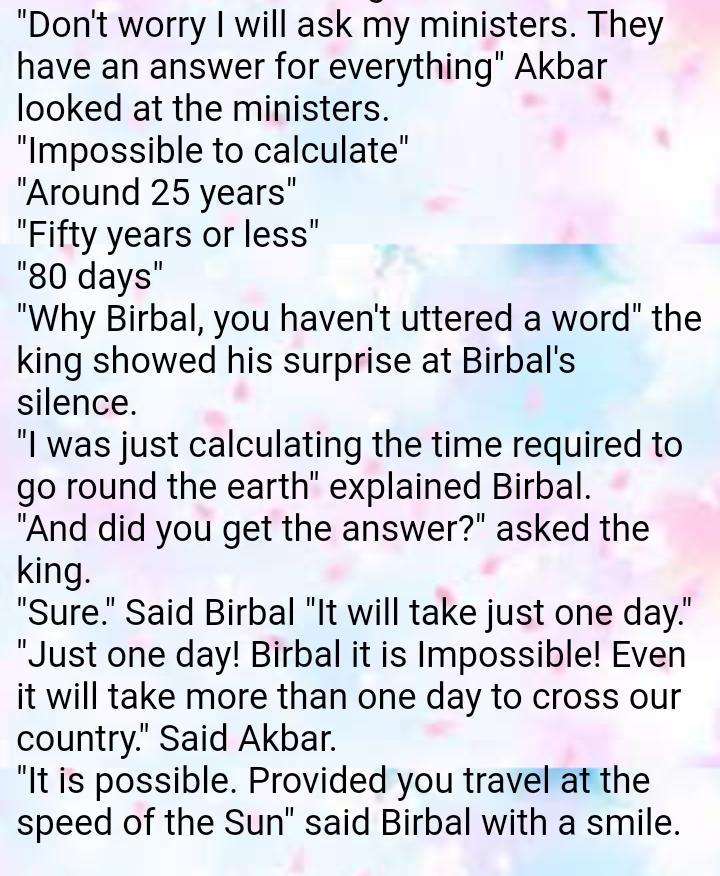 "Don't worry I will ask my ministers. They
have an answer for everything" Akbar
looked at the ministers.
"Impossible to calculate"
"Around 25 years"
"Fifty years or less"
"80 days"
"Why Birbal, you haven't uttered a word" the
king showed his surprise at Birbal's
silence.
"I was just calculating the time required to
go round the earth" explained Birbal.
"And did you get the answer?" asked the
king.
"Sure." Said Birbal "It will take just one day."
"Just one day! Birbal it is Impossible! Even
it will take more than one day to cross our
country." Said Akbar.
"It is possible. Provided you travel at the
speed of the Sun" said Birbal with a smile.